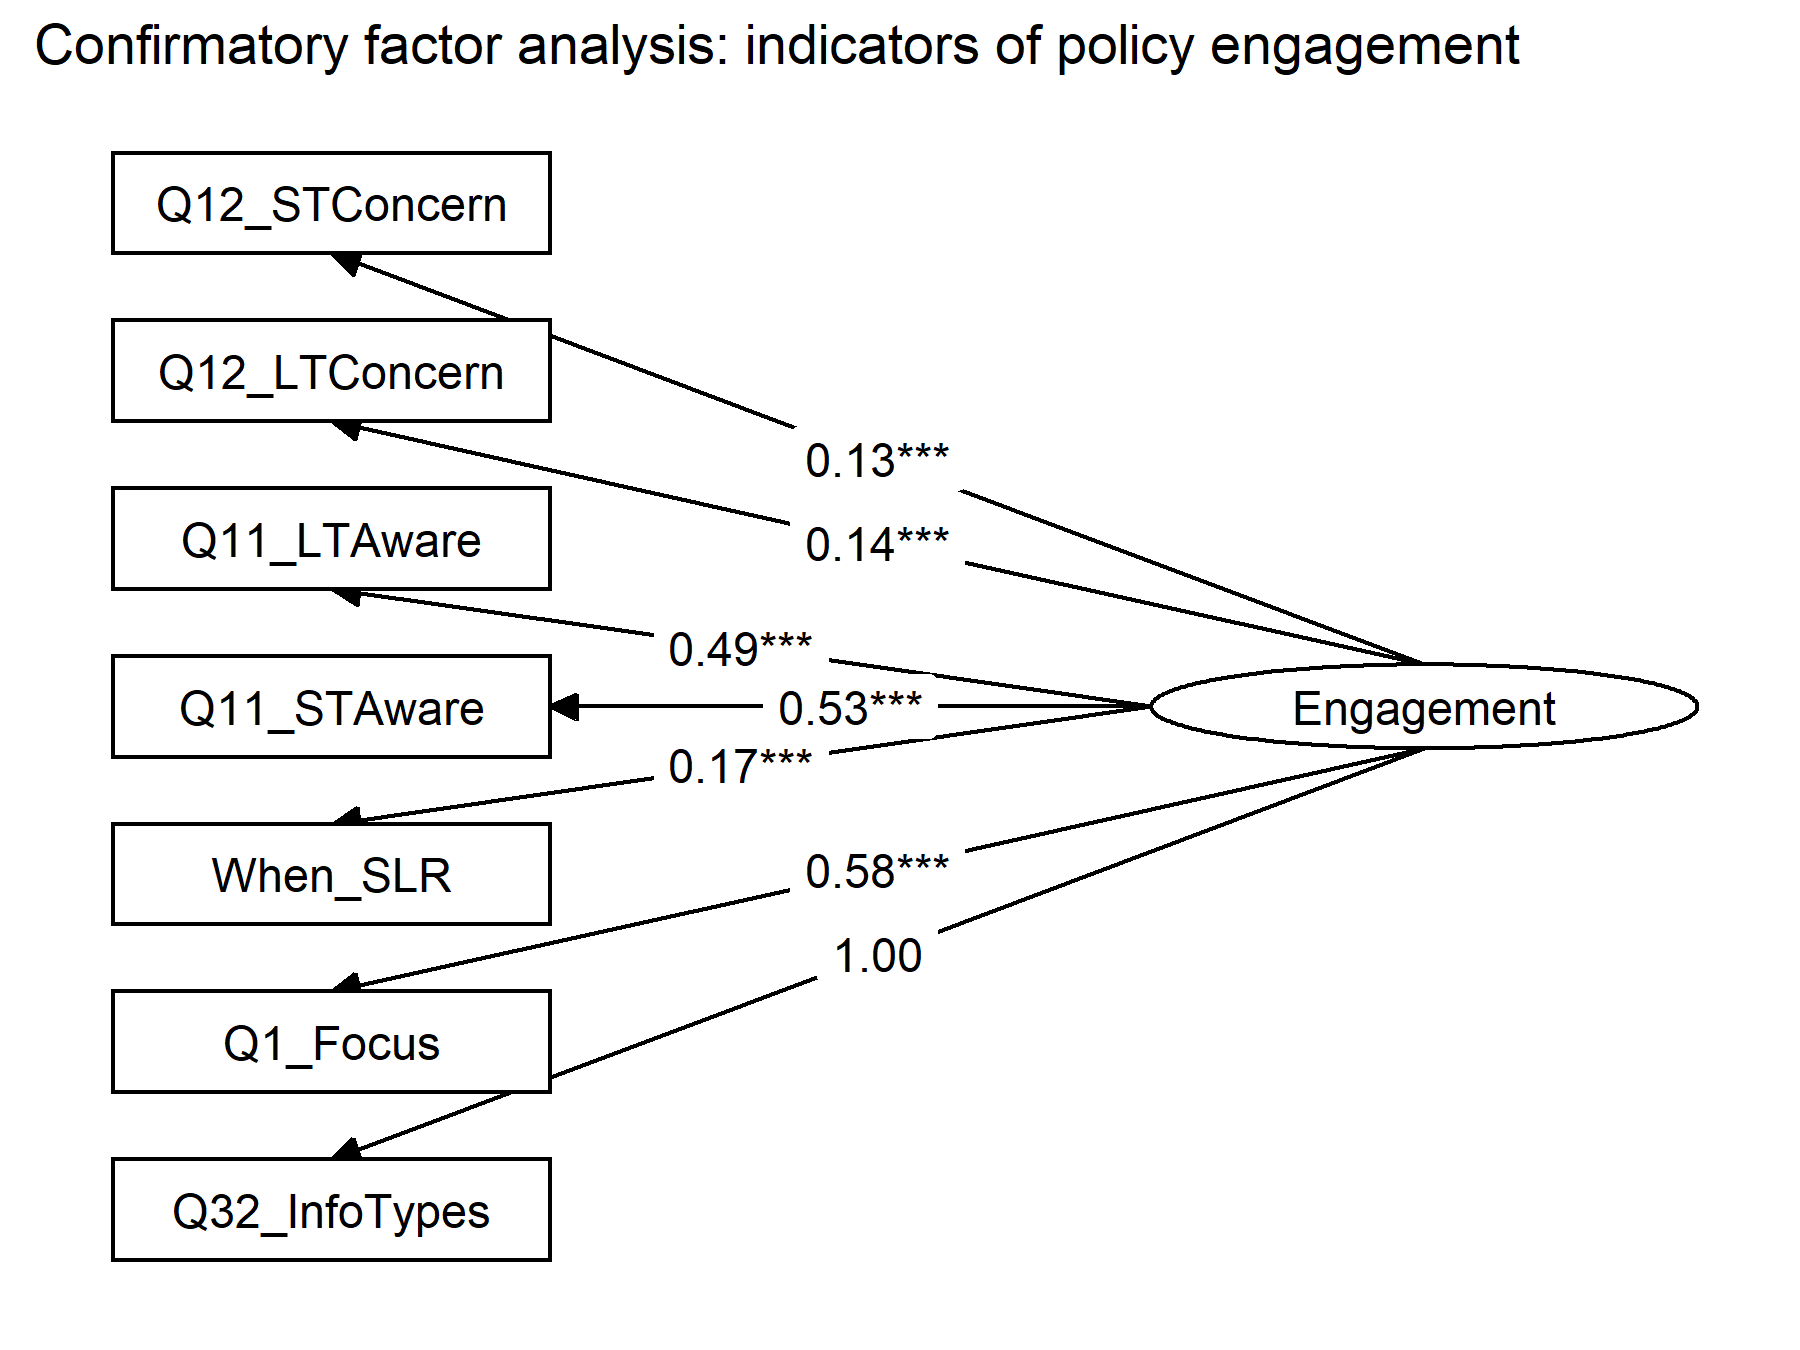 Confirmatory factor analysis: indicators of policy engagement
Q12_STConcern
Q12_LTConcern
0.13***
0.14***
Q11_LTAware
0.49***
Q11_STAware
0.53***
Engagement
0.17***
When_SLR
0.58***
1.00
Q1_Focus
Q32_InfoTypes